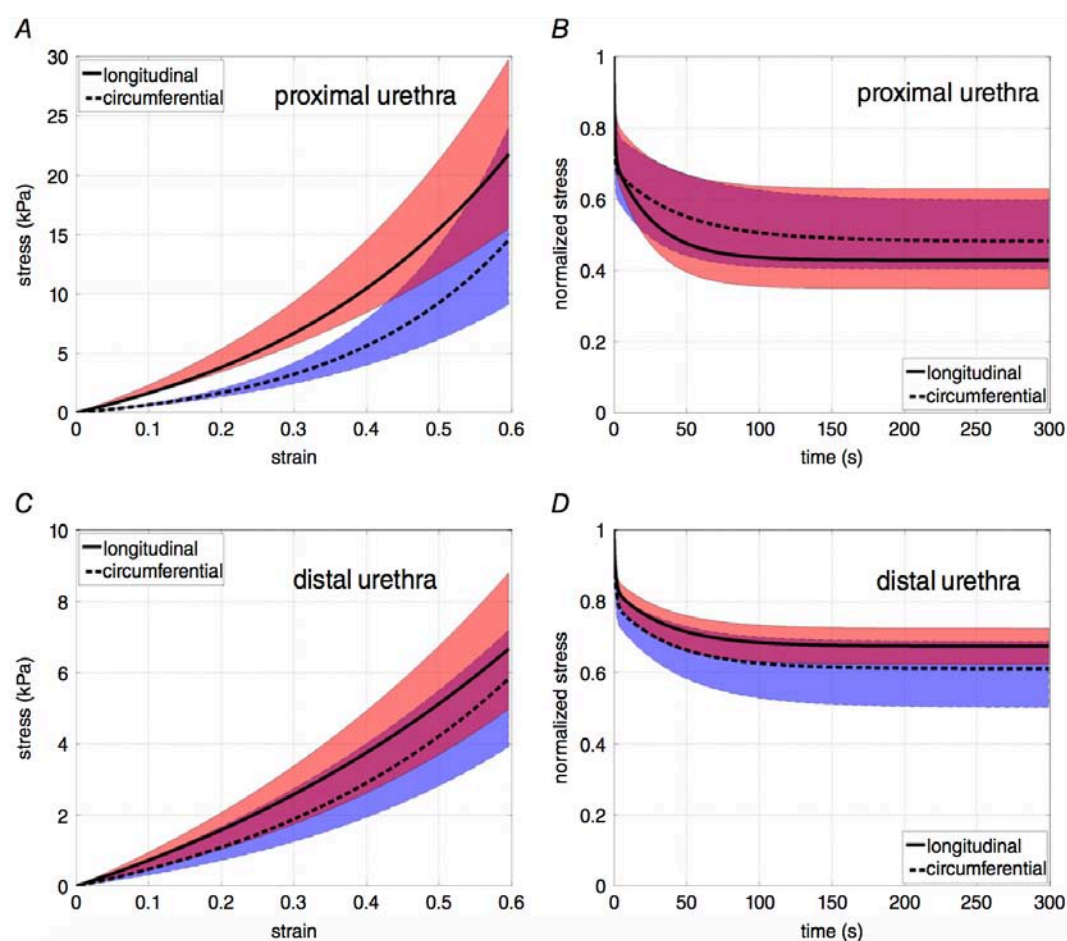 A
30
25
20
15
10
5
0
stress (kPa)
longitudinal
circumferential
proximal urethra
0 0.1 0.2 0.3 0.4 0.5 0.6
strain
B
1
0.8
0.6
0.4
0.2
0
normalized stress
proximal urethra
longitudinal
circumferential
0 50 100 150 200 250 300
time (s)
C
10
8
6
4
2
0
stress (kPa)
longitudinal
circumferential
distal urethra
0 0.1 0.2 0.3 0.4 0.5 0.6
strain
D
1
0.8
0.6
0.4
0.2
0
normalized stress
distal urethra
longitudinal
circumferential
0 50 100 150 200 250 300
time (s)